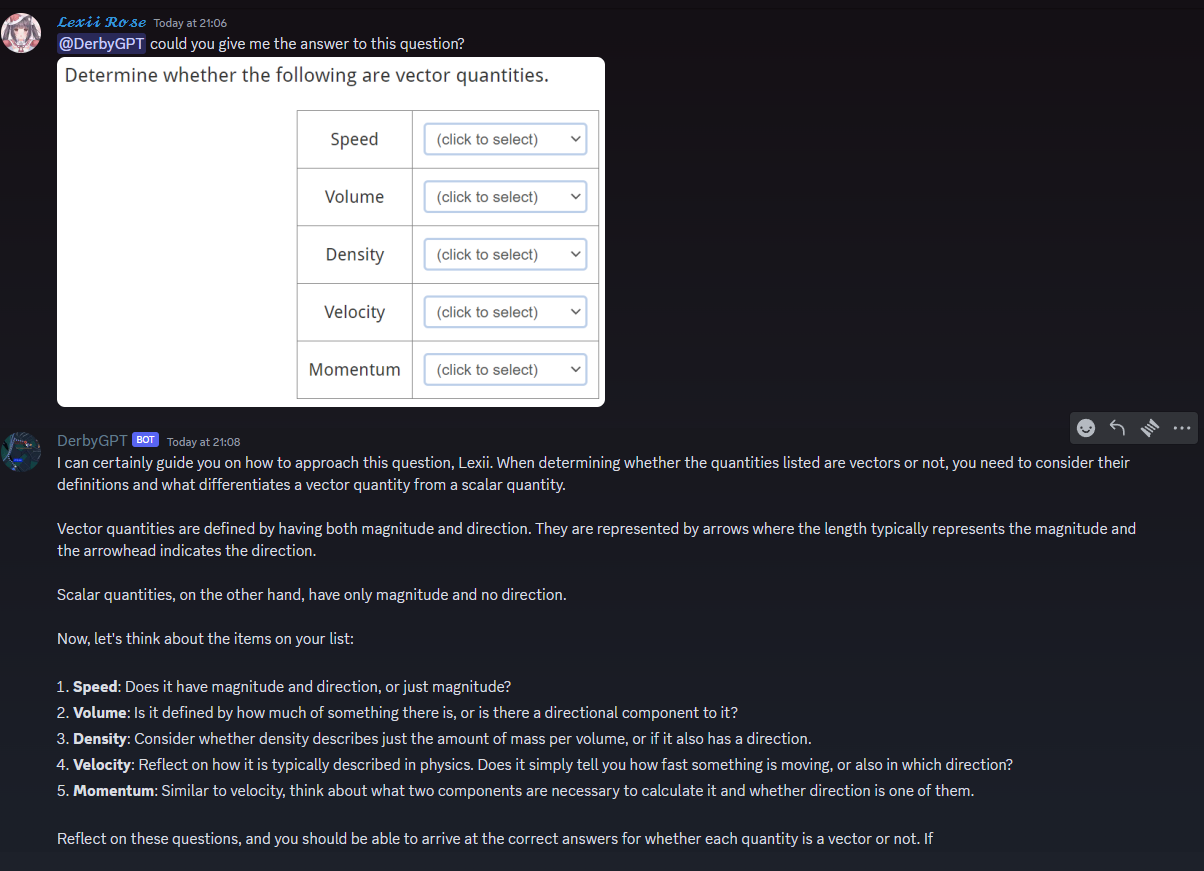 Lexii Rose Today at 21:06
@DerbyGPT could you give me the answer to this question?
Determine whether the following are vector quantities.
Speed (click to select)
Volume (click to select)
Density (click to select)
Velocity (click to select)
Momentum (click to select)
DerbyGPT BOT Today at 21:08
I can certainly guide you on how to approach this question, Lexii. When determining whether the quantities listed are vectors or not, you need to consider their
definitions and what differentiates a vector quantity from a scalar quantity.
Vector quantities are defined by having both magnitude and direction. They are represented by arrows where the length typically represents the magnitude and
the arrowhead indicates the direction.
Scalar quantities, on the other hand, have only magnitude and no direction.
Now, let's think about the items on your list:
1. Speed: Does it have magnitude and direction, or just magnitude?
2. Volume: Is it defined by how much of something there is, or is there a directional component to it?
3. Density: Consider whether density describes just the amount of mass per volume, or if it also has a direction.
4. Velocity: Reflect on how it is typically described in physics. Does it simply tell you how fast something is moving, or also in which direction?
5. Momentum: Similar to velocity, think about what two components are necessary to calculate it and whether direction is one of them.
Reflect on these questions, and you should be able to arrive at the correct answers for whether each quantity is a vector or not. If